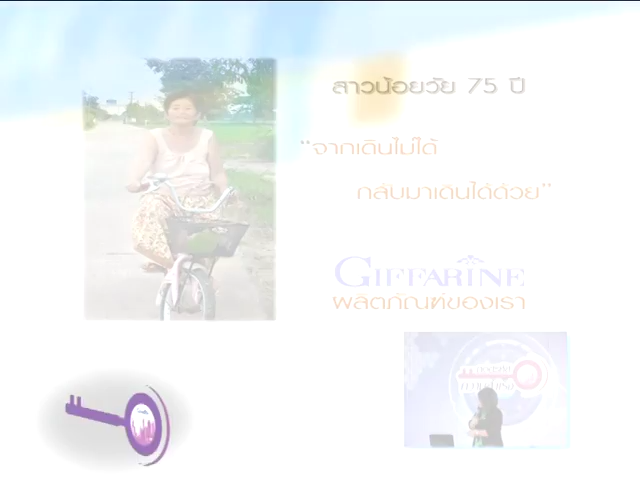 สาวน้อยวัย 75 ปี
“จากเดินไม่ได้
กลับมาเดินได้ด้วย”
GIFFARINE
ผลิตภัณฑ์ของเรา